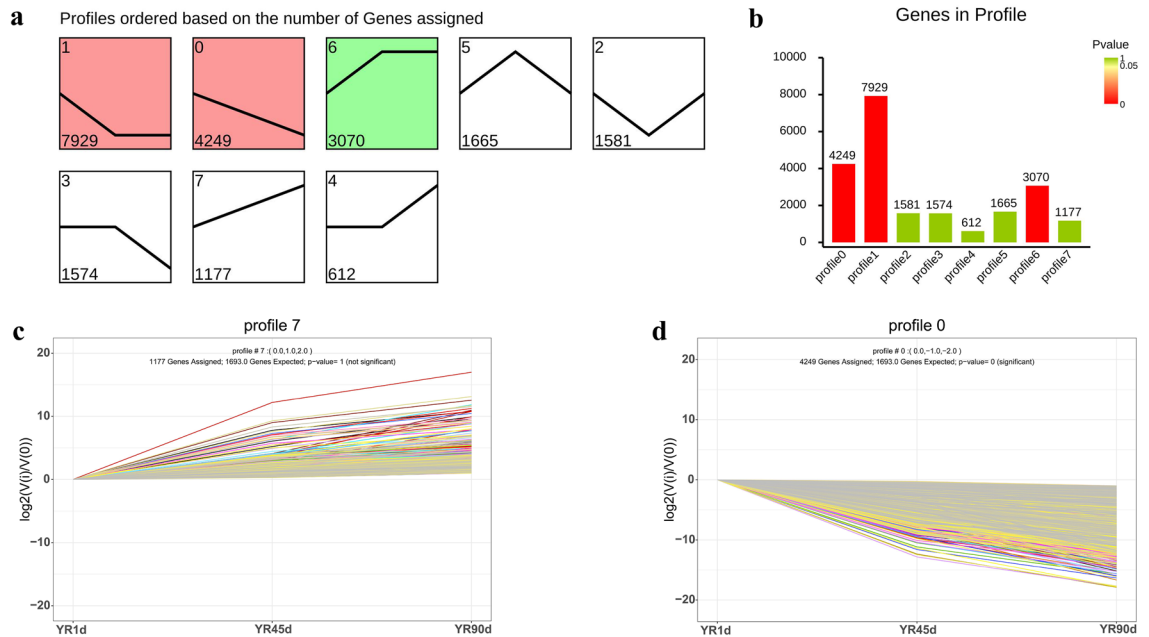 a
Profiles ordered based on the number of Genes assigned
1
7929
0
4249
6
3070
5
1665
2
1581
3
1574
7
1177
4
612
b
Genes in Profile
Pvalue
1
0.05
0
10000
8000
6000
4000
2000
0
4249
7929
1581
1574
612
1665
3070
1177
profile0
profile1
profile2
profile3
profile4
profile5
profile6
profile7
c
profile 7
profile # 7 :( 0.0,1.0,2.0 )
1177 Genes Assigned; 1693.0 Genes Expected; p-value= 1 (not significant)
log2(V(i)/V(0))
20
10
0
−10
−20
YR1d
YR45d
YR90d
d
profile 0
profile # 0 :( 0.0,−1.0,−2.0 )
4249 Genes Assigned; 1693.0 Genes Expected; p-value= 0 (significant)
log2(V(i)/V(0))
20
10
0
−10
−20
YR1d
YR45d
YR90d